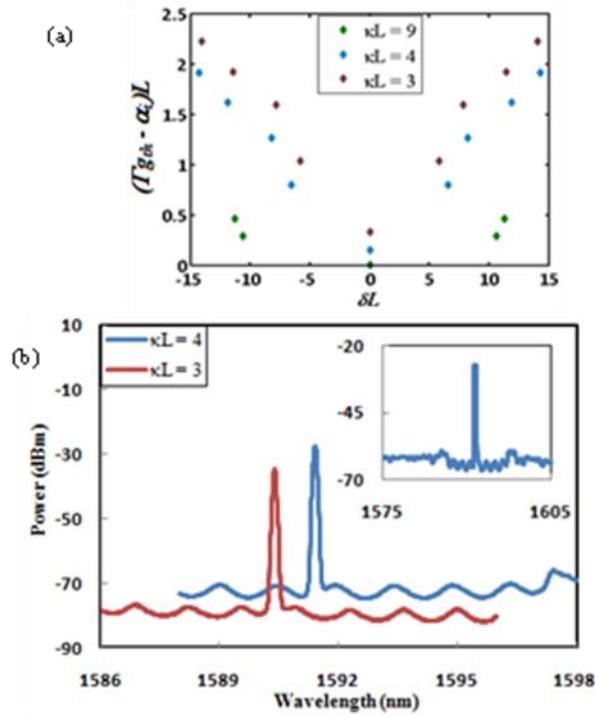 (a)
2.5
2
1.5
1
0.5
0
(Γg_th - α_i)L
κL = 9
κL = 4
κL = 3
-15 -10 -5 0 5 10 15
δL
(b)
10
-10
-30
-50
-70
-90
Power (dBm)
κL = 4
κL = 3
-20
-45
-70
1575 1605
1586 1589 1592 1595 1598
Wavelength (nm)